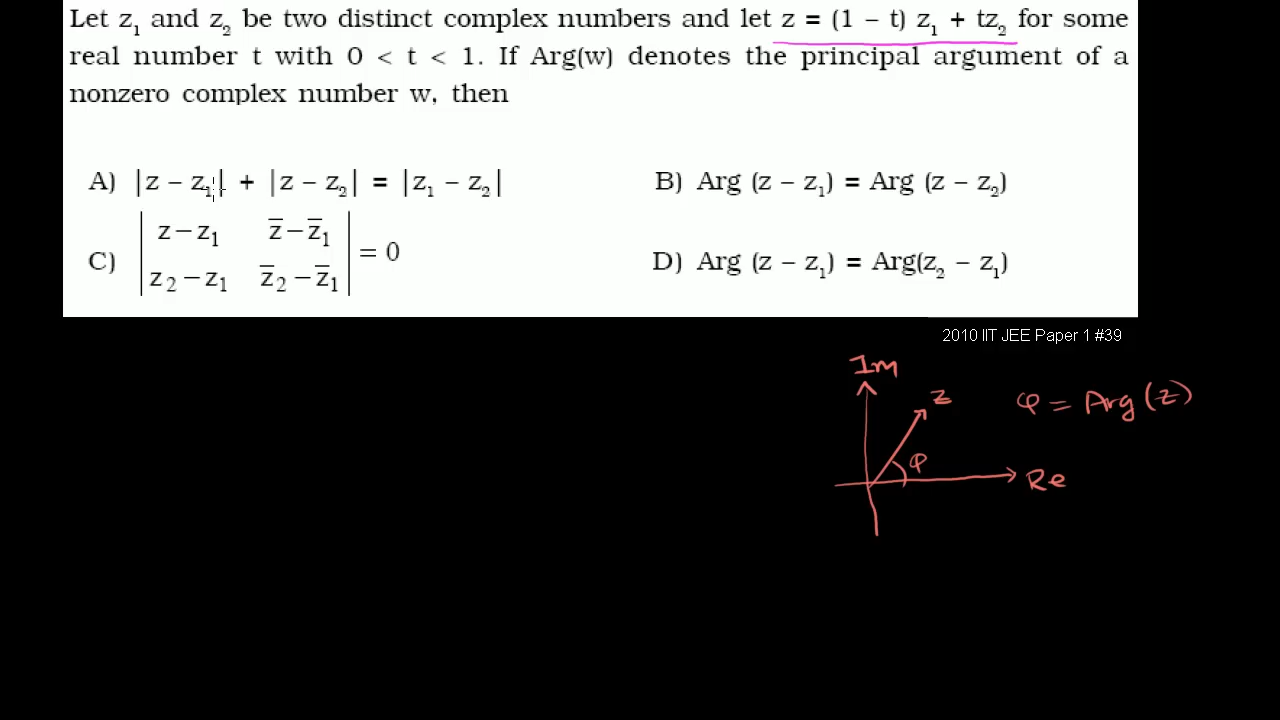 Let z₁ and z₂ be two distinct complex numbers and let z = (1 – t) z₁ + tz₂ for some
real number t with 0 < t < 1. If Arg(w) denotes the principal argument of a
nonzero complex number w, then
A) |z – z₁| + |z – z₂| = |z₁ – z₂|
B) Arg (z – z₁) = Arg (z – z₂)
C) | z – z₁ z̄ – z̄₁ |
| z₂ – z₁ z̄₂ – z̄₁ | = 0
D) Arg (z – z₁) = Arg(z₂ – z₁)
2010 IIT JEE Paper 1 #39
Im
z
φ = Arg(z)
φ
Re